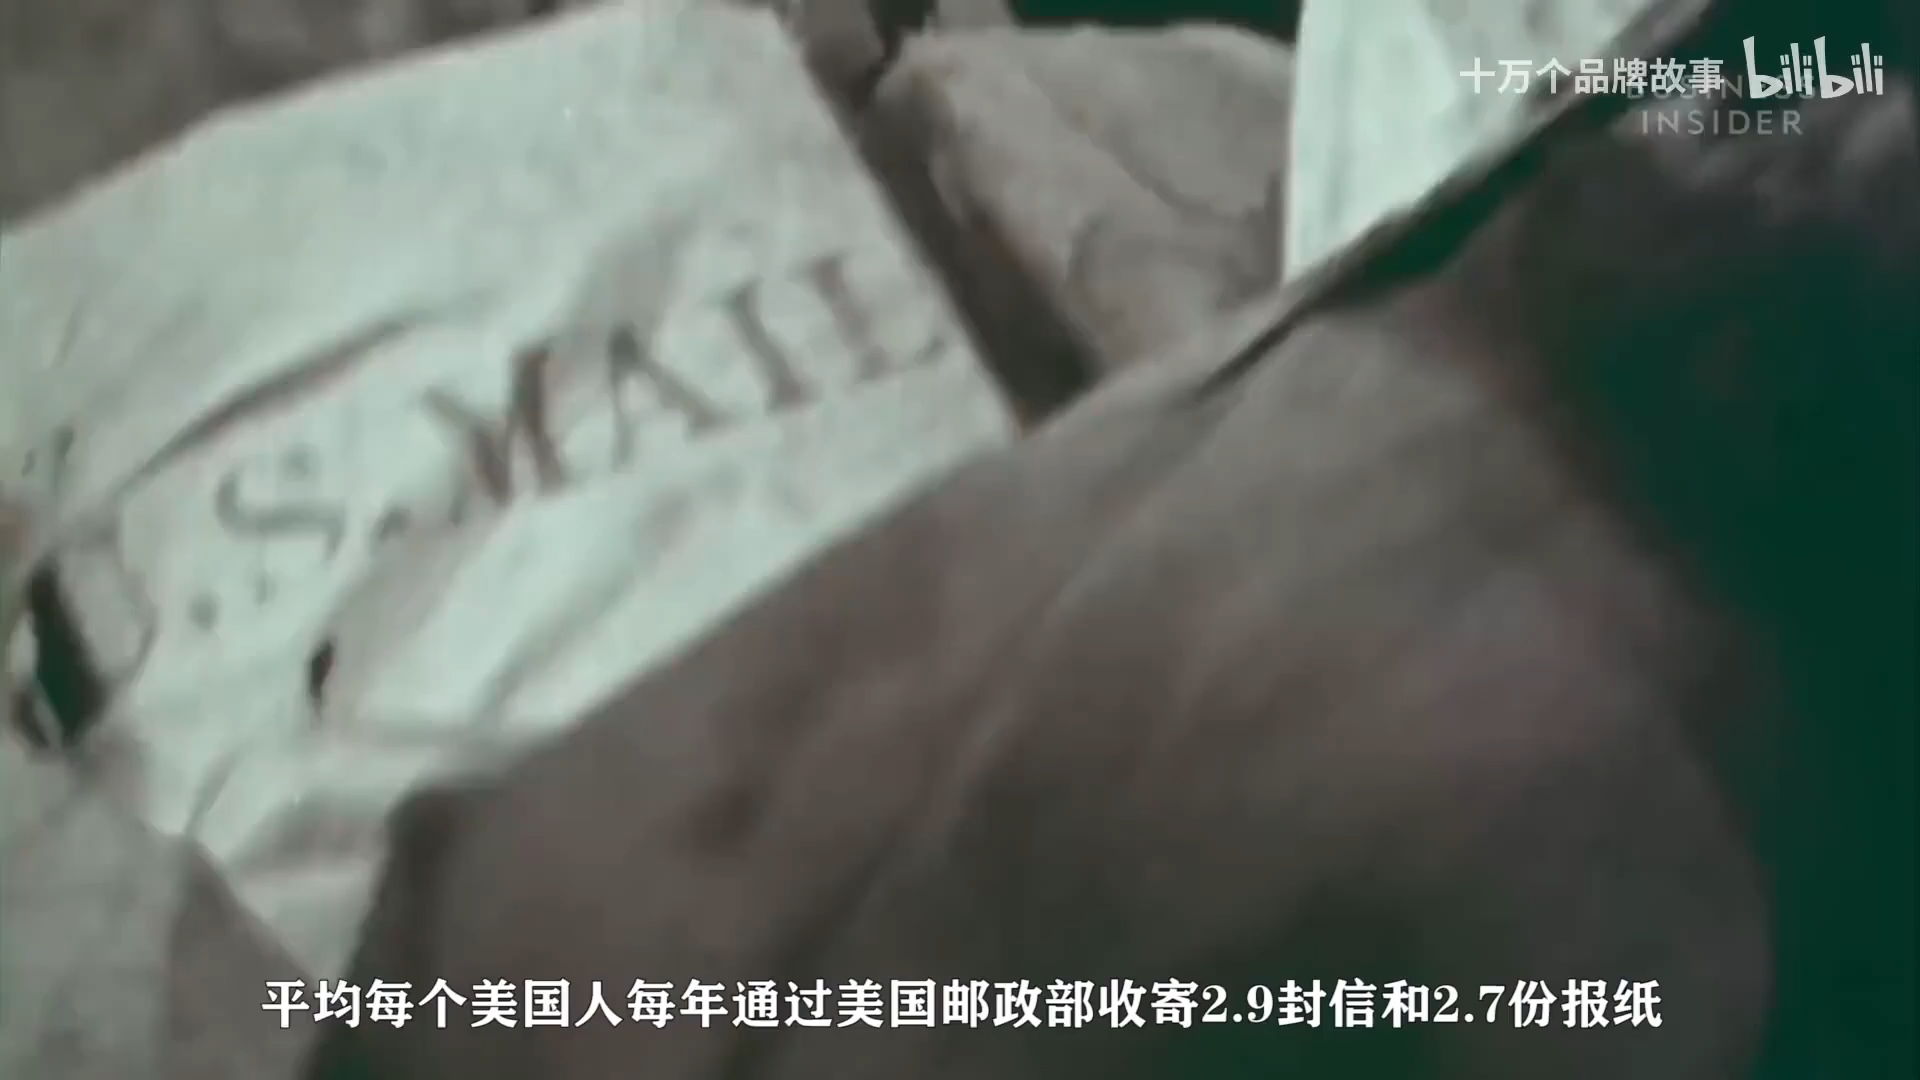 十万个品牌故事 bilibili
BUSINESS
INSIDER
U.S. MAIL
平均每个美国人每年通过美国邮政部收寄2.9封信和2.7份报纸